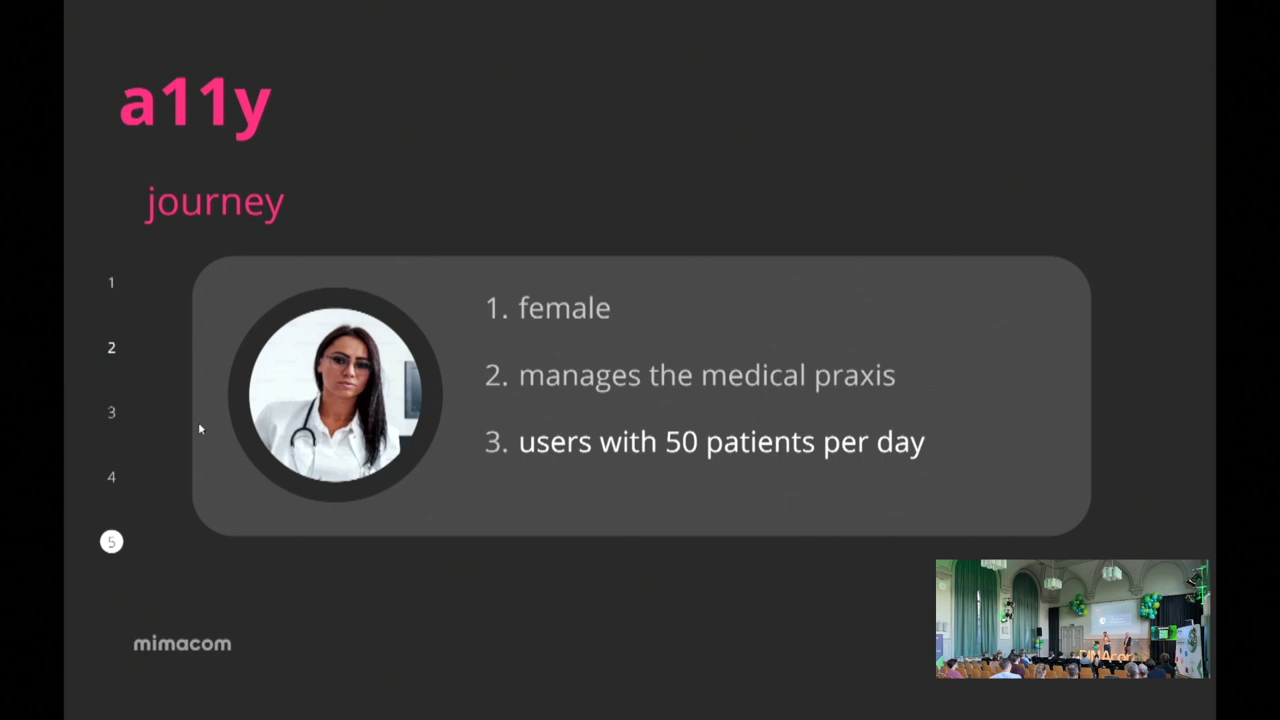 a11y
journey
1
2
3
4
5
1. female
2. manages the medical praxis
3. users with 50 patients per day
mimacom